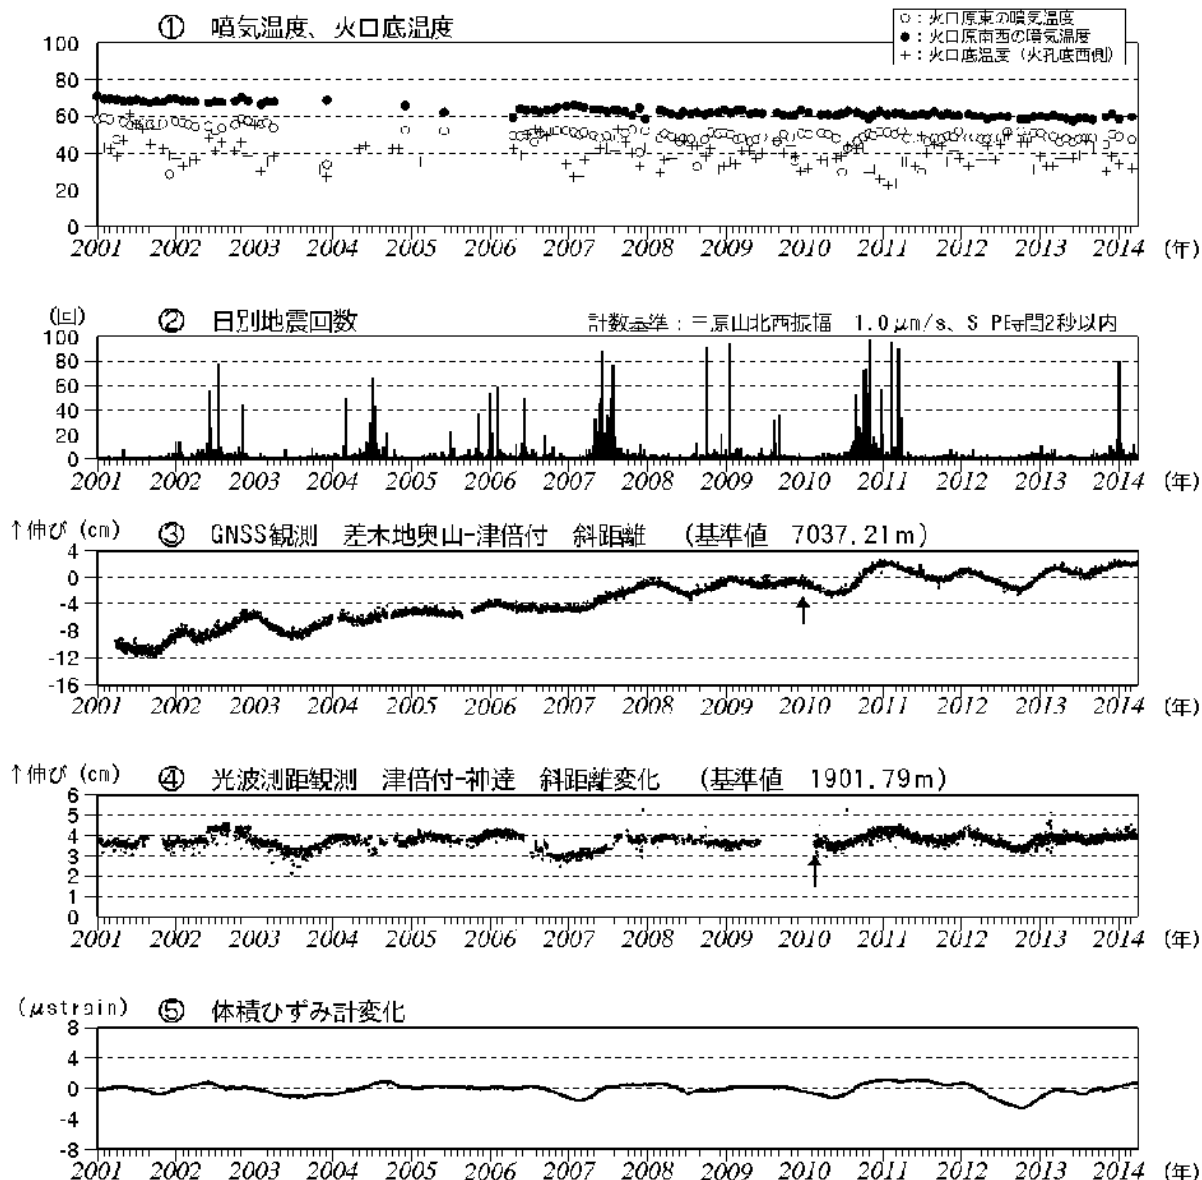 ① 噴気温度、火口底温度
○：火口原東の噴気温度
●：火口原南西の噴気温度
+：火口底温度（火孔底西側）
100
80
60
40
20
0
2001 2002 2003 2004 2005 2006 2007 2008 2009 2010 2011 2012 2013 2014 (年)
(回) ② 日別地震回数 計数基準：三原山北西振幅 1.0μm/s、S 時間2秒以内
100
80
60
40
20
0
2001 2002 2003 2004 2005 2006 2007 2008 2009 2010 2011 2012 2013 2014 (年)
↑伸び (cm) ③ GNSS観測 差木地奥山-津倍付 斜距離 (基準値 7037.21m)
4
0
-4
-8
-12
-16
2001 2002 2003 2004 2005 2006 2007 2008 2009 2010 2011 2012 2013 2014 (年)
↑伸び (cm) ④ 光波測距観測 津倍付-神達 斜距離変化 (基準値 1901.79m)
6
5
4
3
2
1
0
2001 2002 2003 2004 2005 2006 2007 2008 2009 2010 2011 2012 2013 2014 (年)
(μstrain) ⑤ 体積ひずみ計変化
8
4
0
-4
-8
2001 2002 2003 2004 2005 2006 2007 2008 2009 2010 2011 2012 2013 2014 (年)